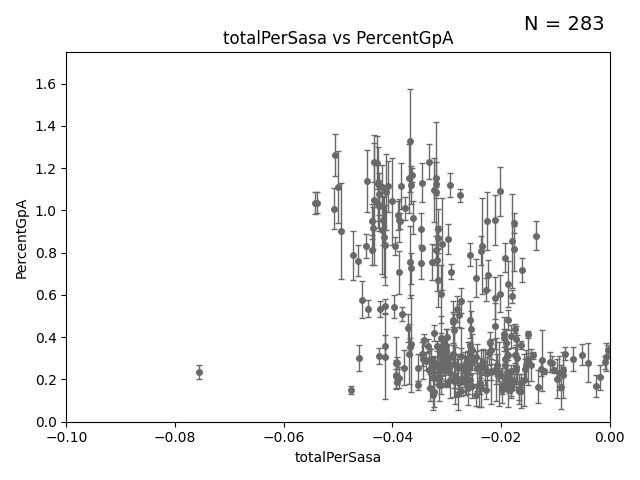 N = 283
totalPerSasa vs PercentGpA
1.6
1.4
1.2
1.0
0.8
0.6
0.4
0.2
0.0
PercentGpA
−0.10 −0.08 −0.06 −0.04 −0.02 0.00
totalPerSasa